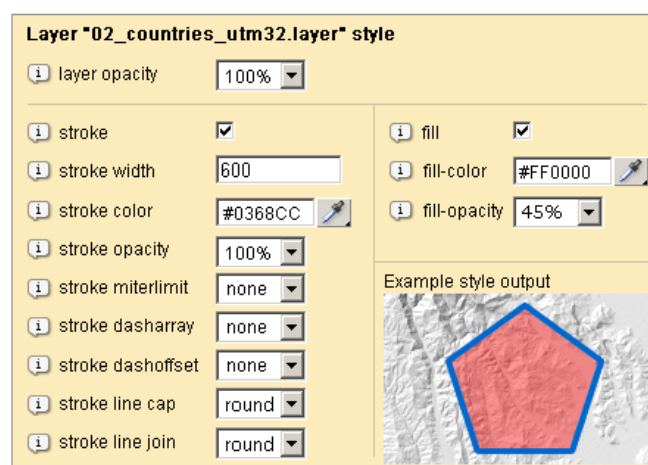 Layer "02_countries_utm32.layer" style
i layer opacity 100%
i stroke
i stroke width 600
i stroke color #0368CC
i stroke opacity 100%
i stroke miterlimit none
i stroke dasharray none
i stroke dashoffset none
i stroke line cap round
i stroke line join round
i fill
i fill-color #FF0000
i fill-opacity 45%
Example style output